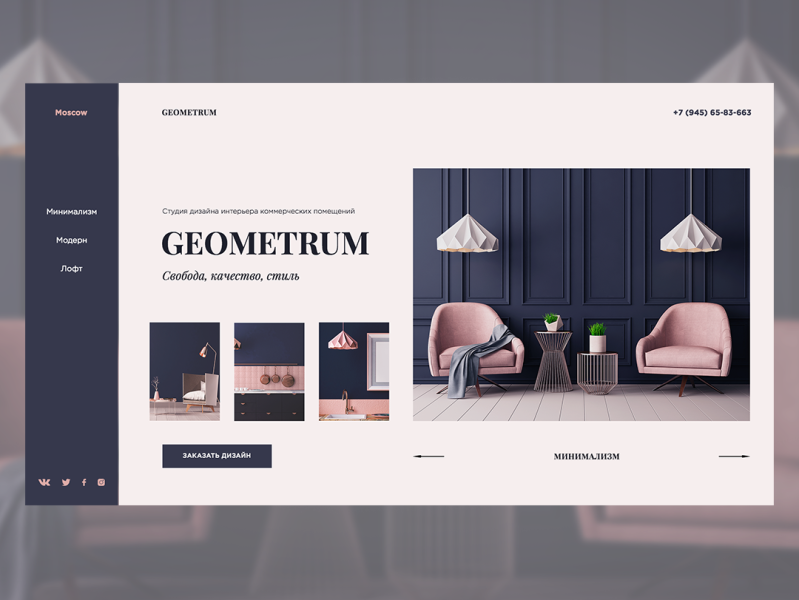 Moscow
GEOMETRUM
+7 (945) 65-83-663
Минимализм
Модерн
Лофт
Студия дизайна интерьера коммерческих помещений
GEOMETRUM
Свобода, качество, стиль
ЗАКАЗАТЬ ДИЗАЙН
МИНИМАЛИЗМ